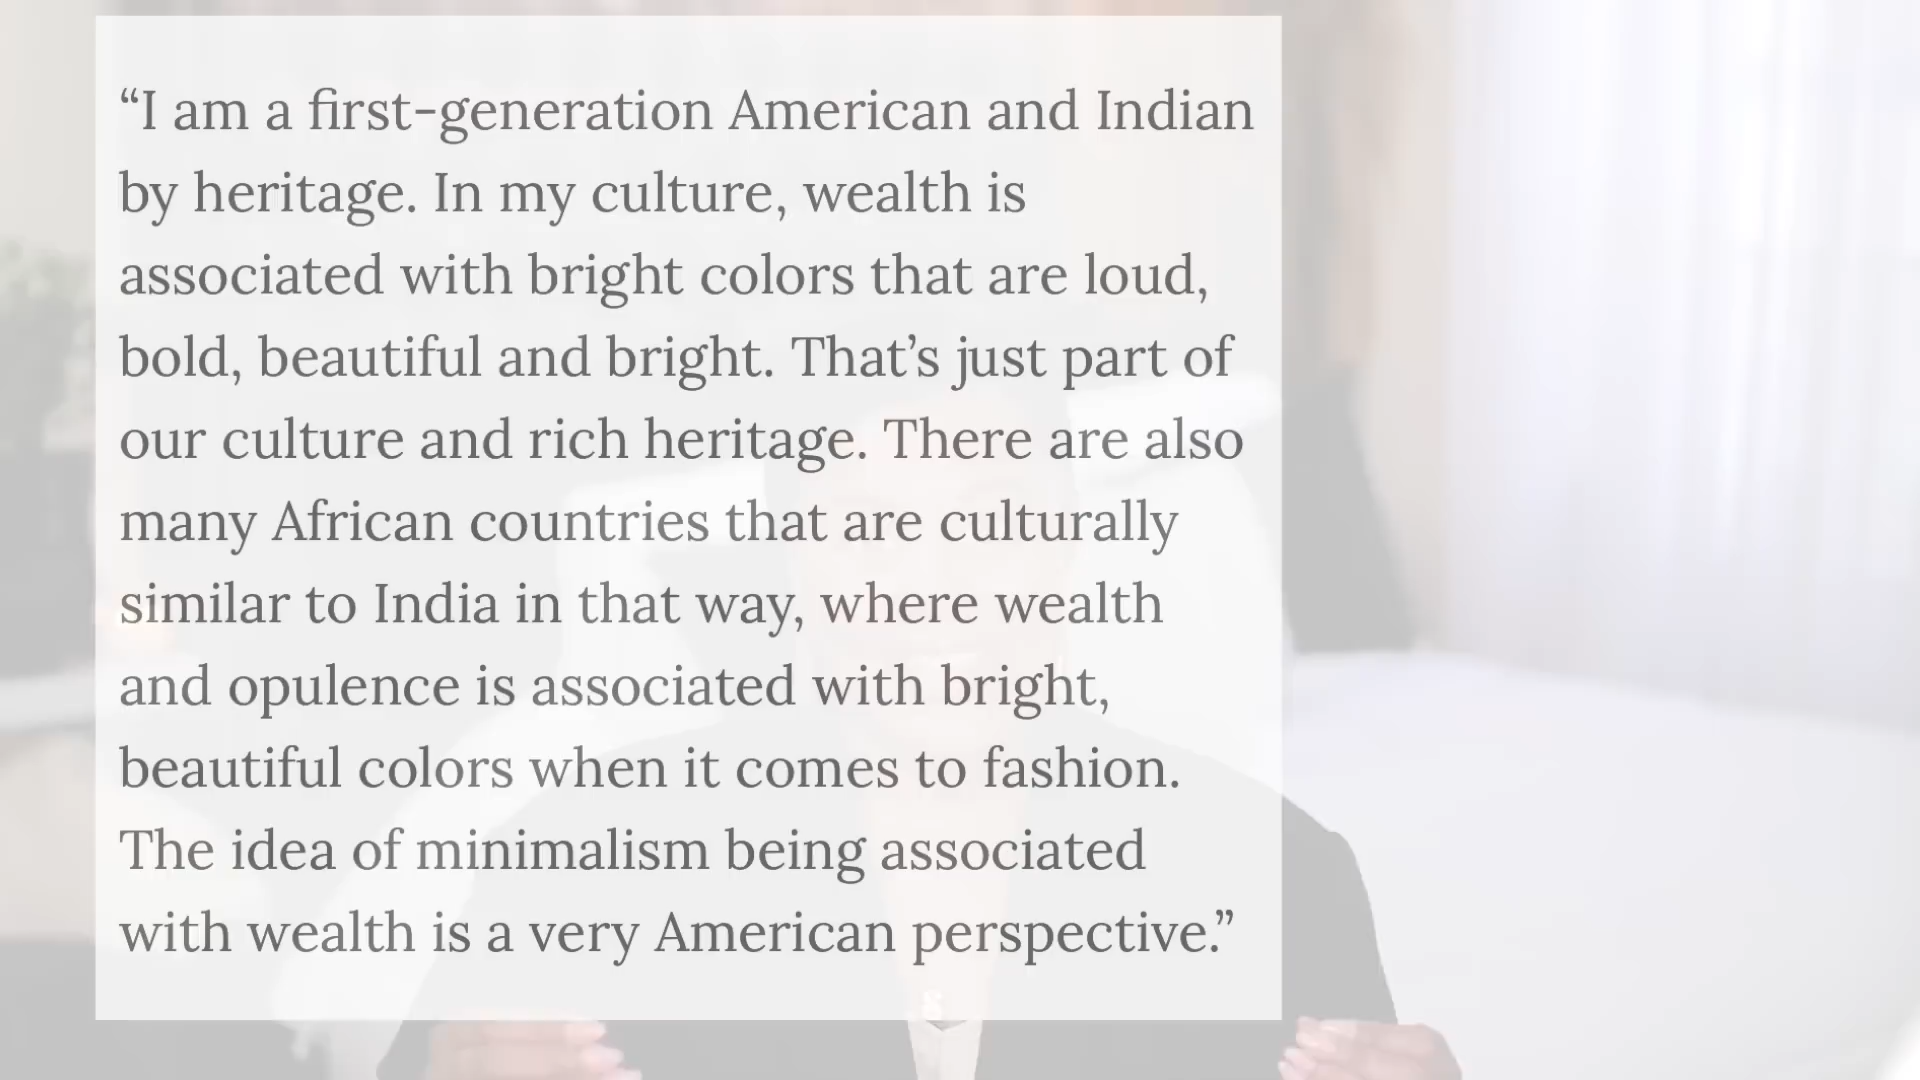 “I am a first-generation American and Indian
by heritage. In my culture, wealth is
associated with bright colors that are loud,
bold, beautiful and bright. That’s just part of
our culture and rich heritage. There are also
many African countries that are culturally
similar to India in that way, where wealth
and opulence is associated with bright,
beautiful colors when it comes to fashion.
The idea of minimalism being associated
with wealth is a very American perspective.”